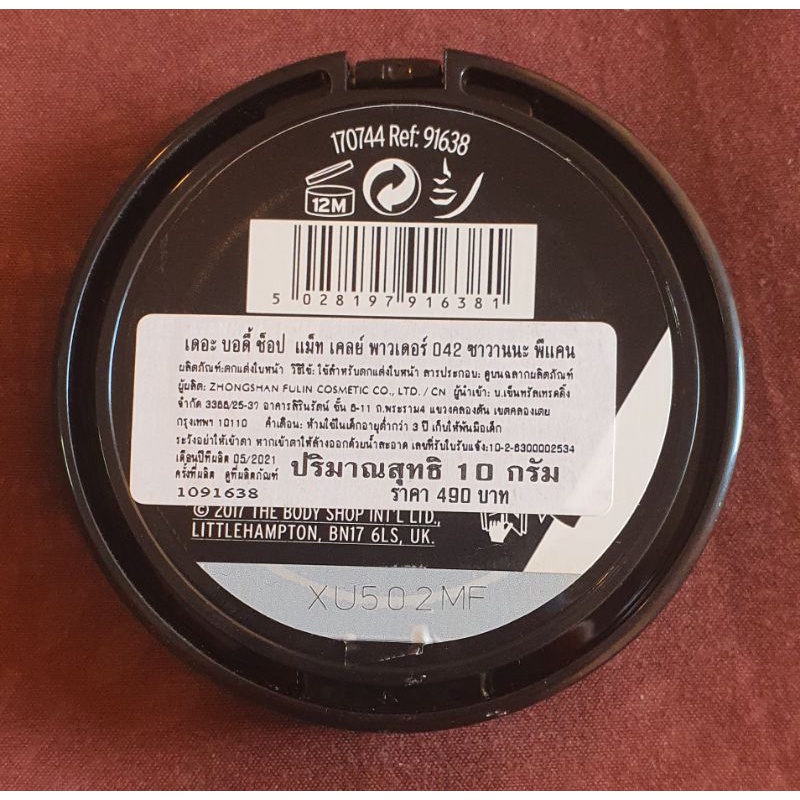 170744 Ref: 91638
12M
5 028197 916381
เดอะ บอดี้ ช็อป แม็ท เคลย์ พาวเดอร์ 042 ซาวานนะ พีแคน
ผลิตภัณฑ์:ตกแต่งใบหน้า วิธีใช้: ใช้สำหรับตกแต่งใบหน้า สารประกอบ: ดูบนฉลากผลิตภัณฑ์
ผู้ผลิต: ZHONGSHAN FULIN COSMETIC CO., LTD. / CN ผู้นำเข้า: บ.เซ็นทรัลเทรดดิ้ง
จำกัด 3388/25-37 อาคารสิรินรัตน์ ชั้น 8-11 ถ.พระราม4 แขวงคลองตัน เขตคลองเตย
กรุงเทพฯ 10110 คำเตือน: ห้ามใช้ในเด็กอายุต่ำกว่า 3 ปี เก็บให้พ้นมือเด็ก
ระวังอย่าให้เข้าตา หากเข้าตาให้ล้างออกด้วยน้ำสะอาด เลขที่รับใบรับแจ้ง:10-2-6300002534
เดือนปีที่ผลิต 05/2021 ปริมาณสุทธิ 10 กรัม
ครั้งที่ผลิต ดูที่ผลิตภัณฑ์
1091638 ราคา 490 บาท
© 2017 THE BODY SHOP INT'L LTD.,
LITTLEHAMPTON, BN17 6LS, UK.
XU502MF